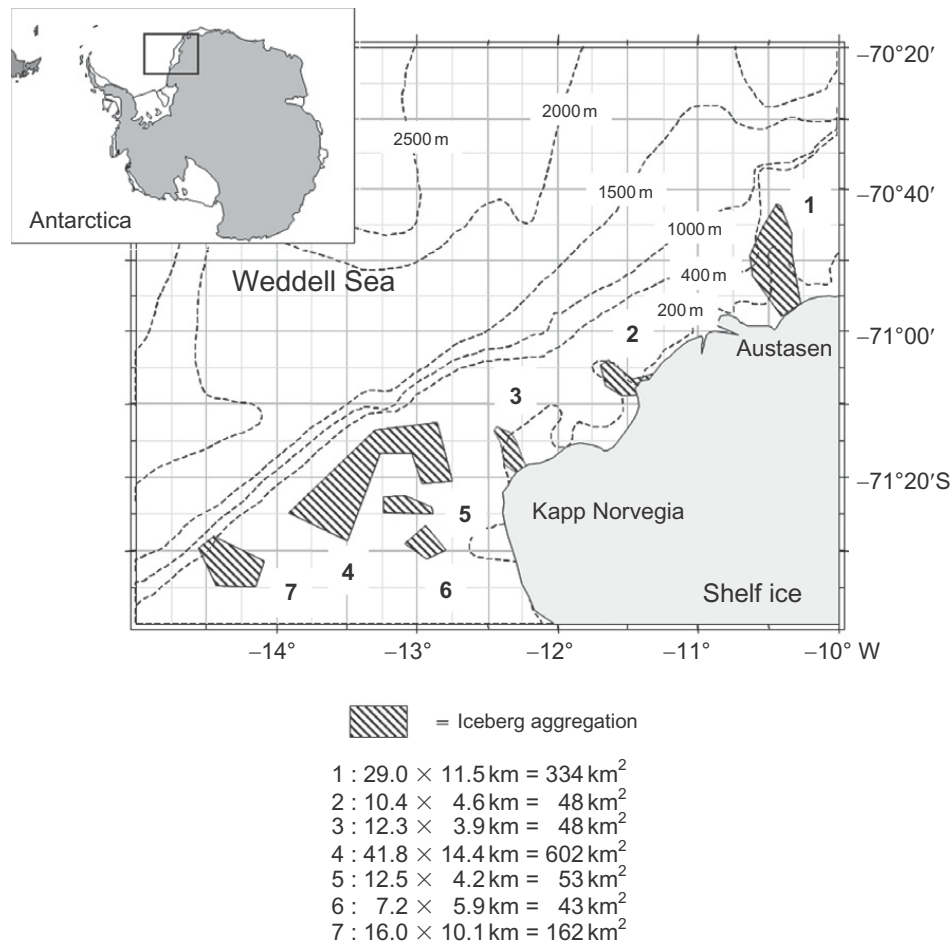 Antarctica
Weddell Sea
2500 m
2000 m
1500 m
1000 m
400 m
200 m
1
2
3
4
5
6
7
Austasen
Kapp Norvegia
Shelf ice
–70°20′
–70°40′
–71°00′
–71°20′S
–14°
–13°
–12°
–11°
–10° W
= Iceberg aggregation
1 : 29.0 × 11.5 km = 334 km²
2 : 10.4 × 4.6 km = 48 km²
3 : 12.3 × 3.9 km = 48 km²
4 : 41.8 × 14.4 km = 602 km²
5 : 12.5 × 4.2 km = 53 km²
6 : 7.2 × 5.9 km = 43 km²
7 : 16.0 × 10.1 km = 162 km²